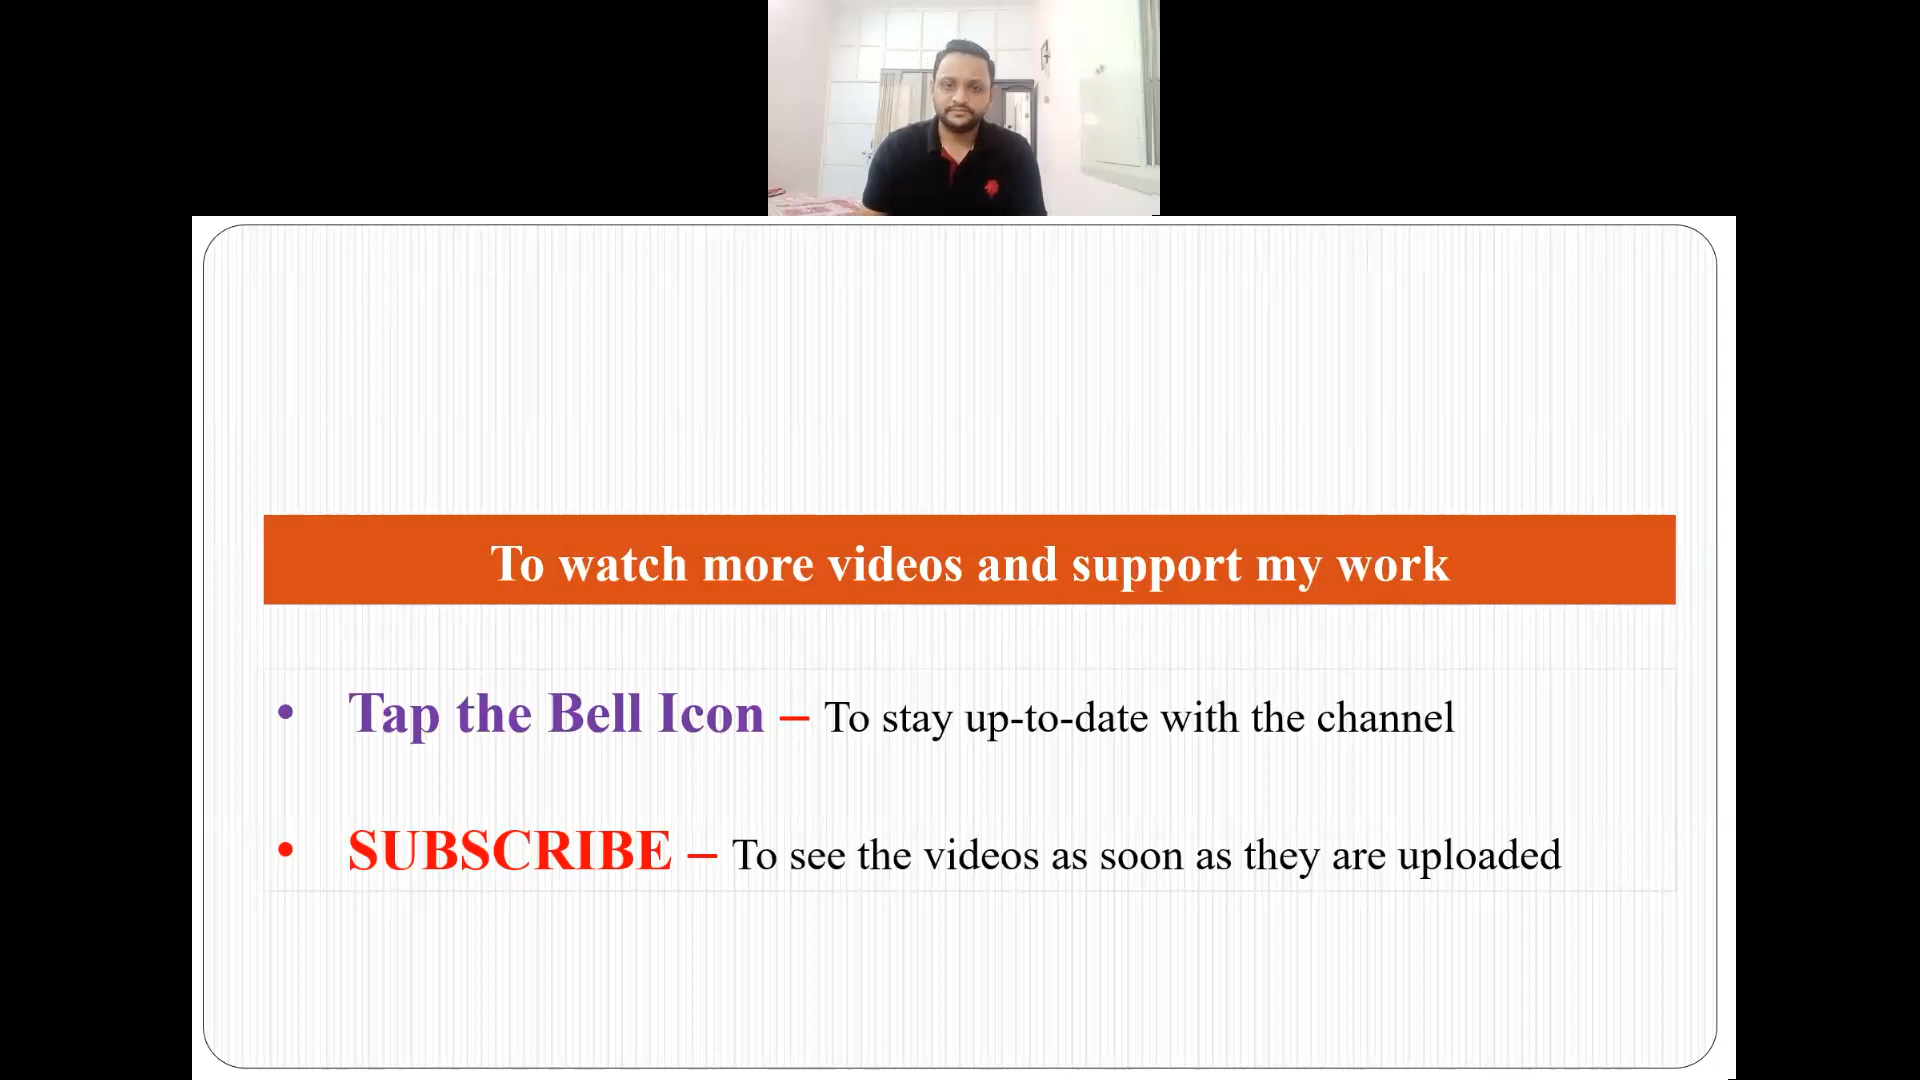 To watch more videos and support my work
• Tap the Bell Icon – To stay up-to-date with the channel
• SUBSCRIBE – To see the videos as soon as they are uploaded